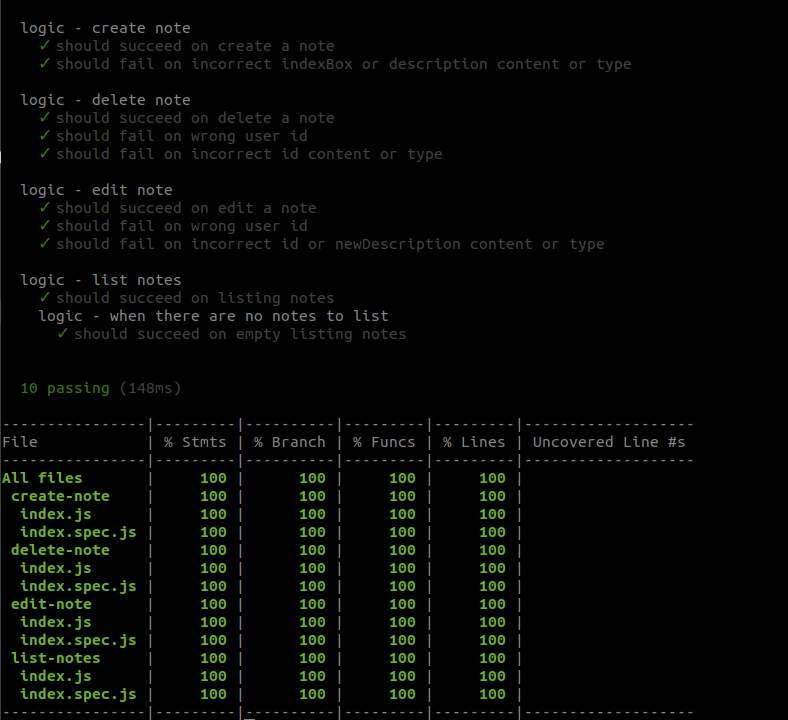 logic - create note
✓ should succeed on create a note
✓ should fail on incorrect indexBox or description content or type
logic - delete note
✓ should succeed on delete a note
✓ should fail on wrong user id
✓ should fail on incorrect id content or type
logic - edit note
✓ should succeed on edit a note
✓ should fail on wrong user id
✓ should fail on incorrect id or newDescription content or type
logic - list notes
✓ should succeed on listing notes
logic - when there are no notes to list
✓ should succeed on empty listing notes
10 passing (148ms)
----------------|---------|----------|---------|---------|-------------------
File            | % Stmts | % Branch | % Funcs | % Lines | Uncovered Line #s
----------------|---------|----------|---------|---------|-------------------
All files       |     100 |      100 |     100 |     100 |
 create-note    |     100 |      100 |     100 |     100 |
  index.js      |     100 |      100 |     100 |     100 |
  index.spec.js |     100 |      100 |     100 |     100 |
 delete-note    |     100 |      100 |     100 |     100 |
  index.js      |     100 |      100 |     100 |     100 |
  index.spec.js |     100 |      100 |     100 |     100 |
 edit-note      |     100 |      100 |     100 |     100 |
  index.js      |     100 |      100 |     100 |     100 |
  index.spec.js |     100 |      100 |     100 |     100 |
 list-notes     |     100 |      100 |     100 |     100 |
  index.js      |     100 |      100 |     100 |     100 |
  index.spec.js |     100 |      100 |     100 |     100 |
----------------|---------|----------|---------|---------|-------------------